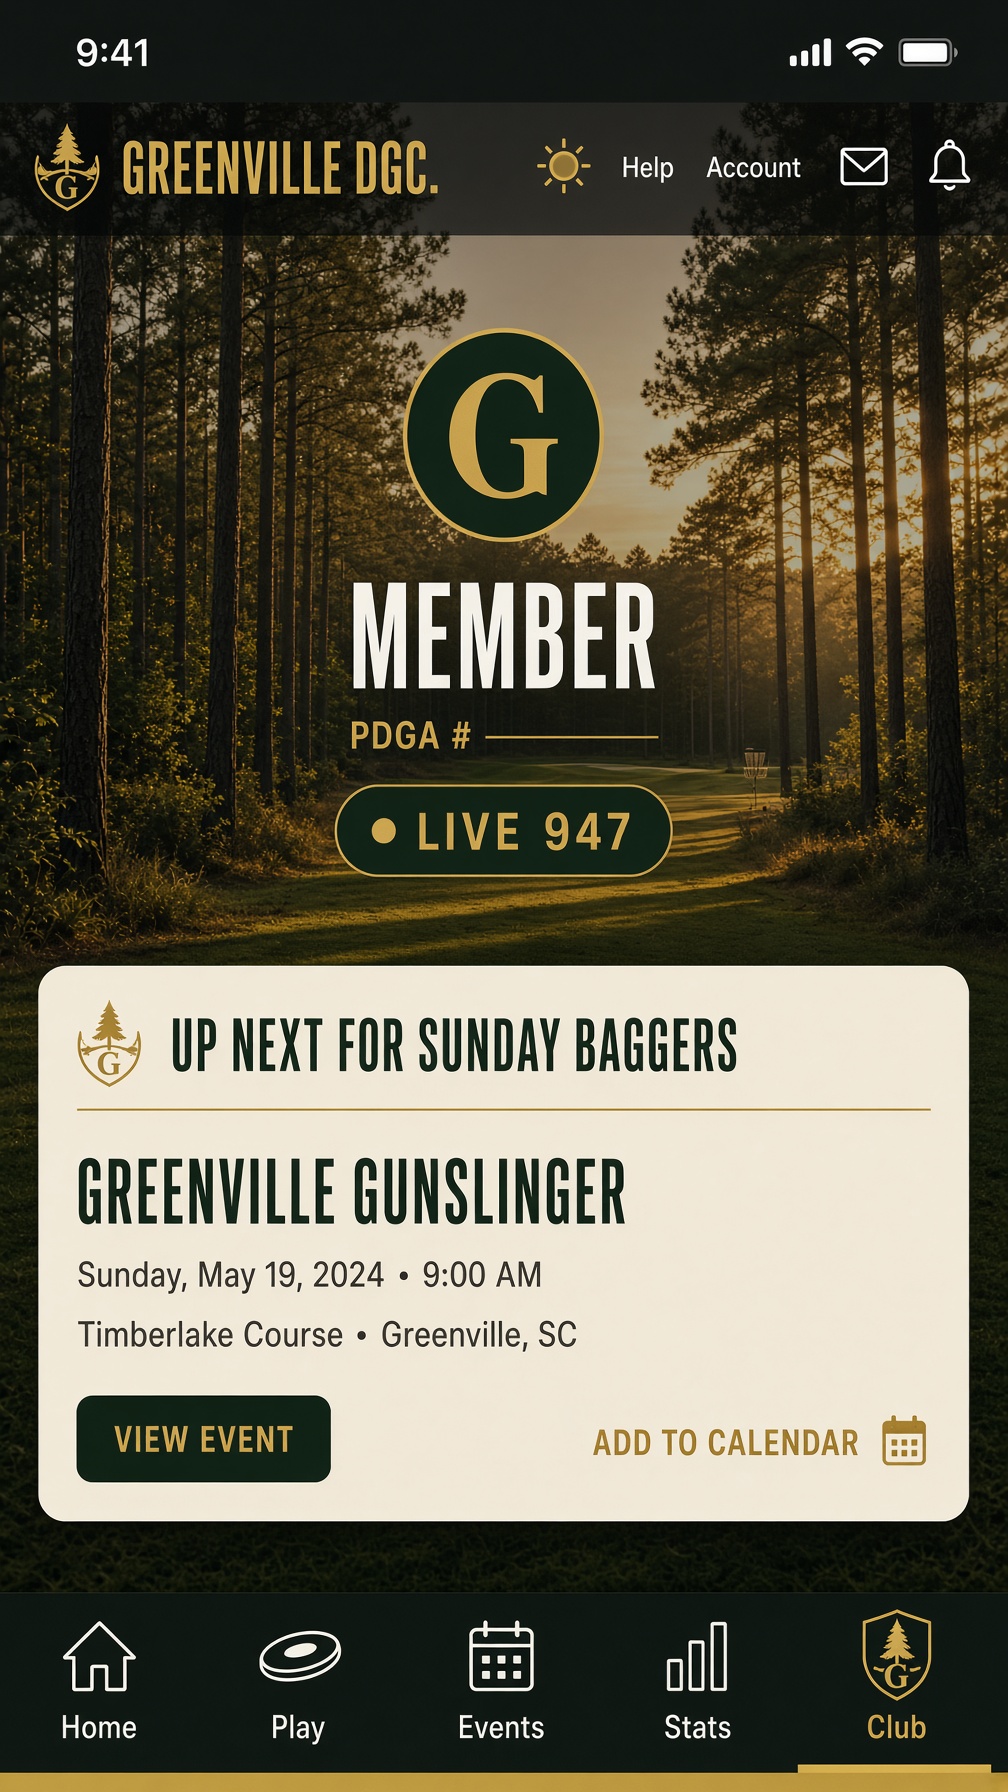 9:41
G
GREENVILLE DGC.
Help
Account
G
MEMBER
PDGA #
LIVE 947
G
UP NEXT FOR SUNDAY BAGGERS
GREENVILLE GUNSLINGER
Sunday, May 19, 2024 • 9:00 AM
Timberlake Course • Greenville, SC
VIEW EVENT
ADD TO CALENDAR
G
Home
Play
Events
Stats
Club